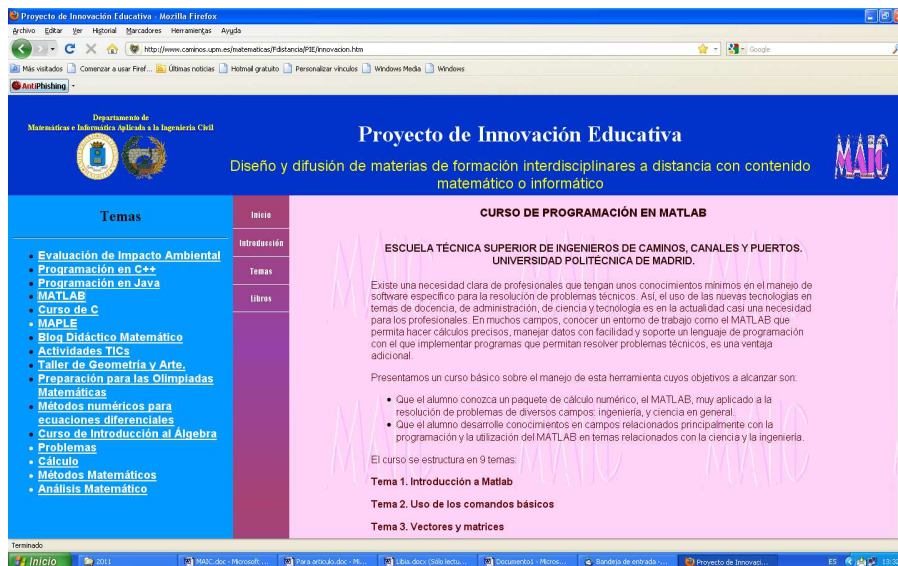 Proyecto de Innovación Educativa - Mozilla Firefox
Archivo Editar Ver Historial Marcadores Herramientas Ayuda
http://www.caminos.upm.es/matematicas/Fdistancia/PIE/innovacion.htm
Google
Más visitados Comenzar a usar Firef... Últimas noticias Hotmail gratuito Personalizar vínculos Windows Media Windows
AntiPhishing
Departamento de
Matemáticas e Informática Aplicada a la Ingeniería Civil
Proyecto de Innovación Educativa
Diseño y difusión de materias de formación interdisciplinares a distancia con contenido
matemático o informático
MAIC
Temas
Evaluación de Impacto Ambiental
Programación en C++
Programación en Java
MATLAB
Curso de C
MAPLE
Blog Didáctico Matemático
Actividades TICs
Taller de Geometría y Arte.
Preparación para las Olimpiadas
Matemáticas
Métodos numéricos para
ecuaciones diferenciales
Curso de Introducción al Álgebra
Problemas
Cálculo
Métodos Matemáticos
Análisis Matemático
Inicio
Introducción
Temas
Libros
CURSO DE PROGRAMACIÓN EN MATLAB
ESCUELA TÉCNICA SUPERIOR DE INGENIEROS DE CAMINOS, CANALES Y PUERTOS.
UNIVERSIDAD POLITÉCNICA DE MADRID.
Existe una necesidad clara de profesionales que tengan unos conocimientos mínimos en el manejo de
software específico para la resolución de problemas técnicos. Así, el uso de las nuevas tecnologías en
temas de docencia, de administración, de ciencia y tecnología es en la actualidad casi una necesidad
para los profesionales. En muchos campos, conocer un entorno de trabajo como el MATLAB que
permita hacer cálculos precisos, manejar datos con facilidad y soporte un lenguaje de programación
con el que implementar programas que permitan resolver problemas técnicos, es una ventaja
adicional.
Presentamos un curso básico sobre el manejo de esta herramienta cuyos objetivos a alcanzar son:
Que el alumno conozca un paquete de cálculo numérico, el MATLAB, muy aplicado a la
resolución de problemas de diversos campos: ingeniería, y ciencia en general.
Que el alumno desarrolle conocimientos en campos relacionados principalmente con la
programación y la utilización del MATLAB en temas relacionados con la ciencia y la ingeniería.
El curso se estructura en 9 temas:
Tema 1. Introducción a Matlab
Tema 2. Uso de los comandos básicos
Tema 3. Vectores y matrices
Terminado
Inicio 2011 MAIC.doc - Microsoft ... Para articulo.doc - Mi... Libia.docx (Sólo lectu... Documento1 - Micros... Bandeja de entrada -... Proyecto de Innovaci... ES 13:32